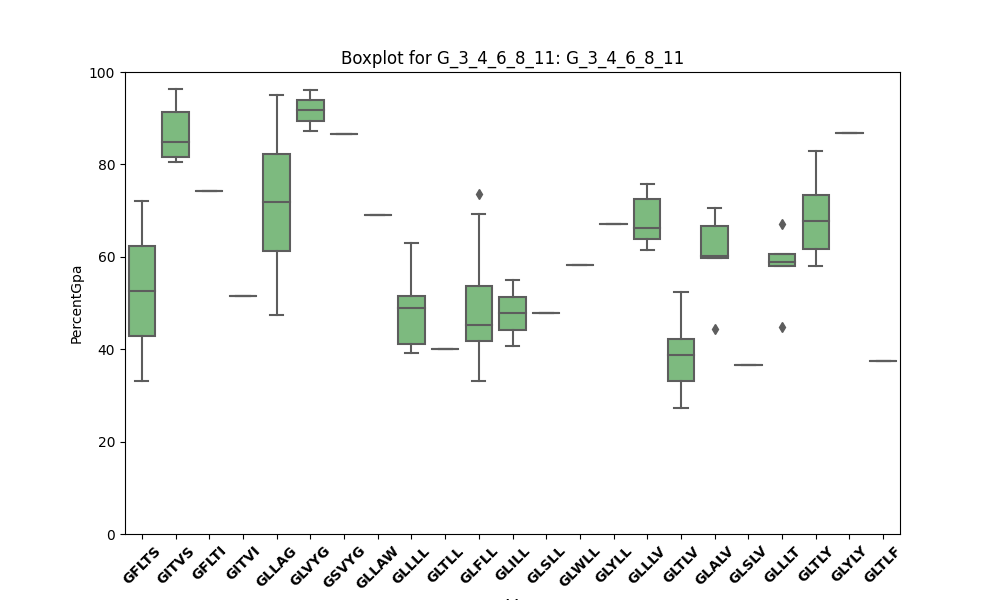 Boxplot for G_3_4_6_8_11: G_3_4_6_8_11
100
80
60
40
20
0
PercentGpa
GFLTS GITVS GFLTI GITVI GLLAG GLVYG GSVYG GLLAW GLLLL GLTLL GLFLL GLILL GLSLL GLWLL GLYLL GLLLV GLTLV GLALV GLSLV GLLLT GLTLY GLYLY GLTLF